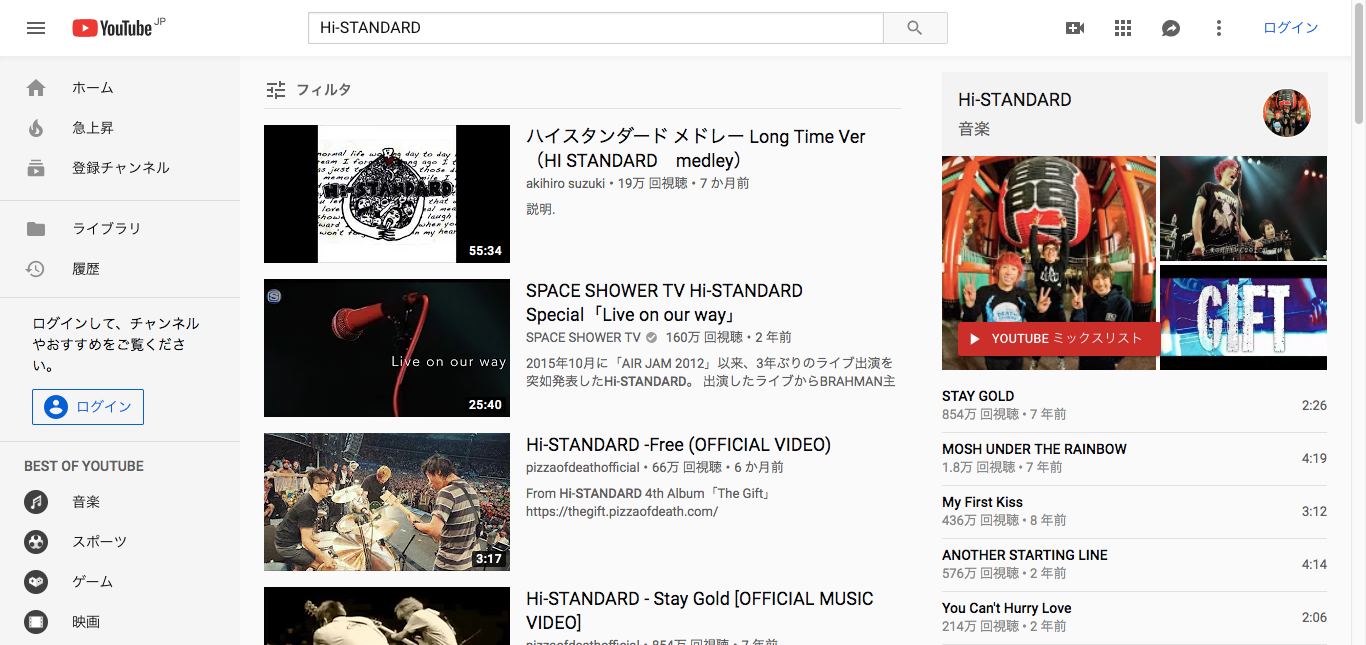 YouTube JP
Hi-STANDARD
ログイン
ホーム
急上昇
登録チャンネル
ライブラリ
履歴
ログインして、チャンネル
やおすすめをご覧くださ
い。
ログイン
BEST OF YOUTUBE
音楽
スポーツ
ゲーム
映画
フィルタ
Hi-STANDARD
55:34
ハイスタンダード メドレー Long Time Ver
（HI STANDARD　medley）
akihiro suzuki • 19万 回視聴 • 7 か月前
説明.
Live on our way
25:40
SPACE SHOWER TV Hi-STANDARD
Special「Live on our way」
SPACE SHOWER TV 160万 回視聴 • 2 年前
2015年10月に「AIR JAM 2012」以来、3年ぶりのライブ出演を
突如発表したHi-STANDARD。 出演したライブからBRAHMAN主
3:17
Hi-STANDARD -Free (OFFICIAL VIDEO)
pizzaofdeathofficial • 66万 回視聴 • 6 か月前
From Hi-STANDARD 4th Album「The Gift」
https://thegift.pizzaofdeath.com/
Hi-STANDARD - Stay Gold [OFFICIAL MUSIC
VIDEO]
pizzaofdeathofficial • 854万 回視聴 • 7 年前
Hi-STANDARD
音楽
GIFT
YOUTUBE ミックスリスト
STAY GOLD
854万 回視聴 • 7 年前
2:26
MOSH UNDER THE RAINBOW
1.8万 回視聴 • 7 年前
4:19
My First Kiss
436万 回視聴 • 8 年前
3:12
ANOTHER STARTING LINE
576万 回視聴 • 2 年前
4:14
You Can't Hurry Love
214万 回視聴 • 2 年前
2:06